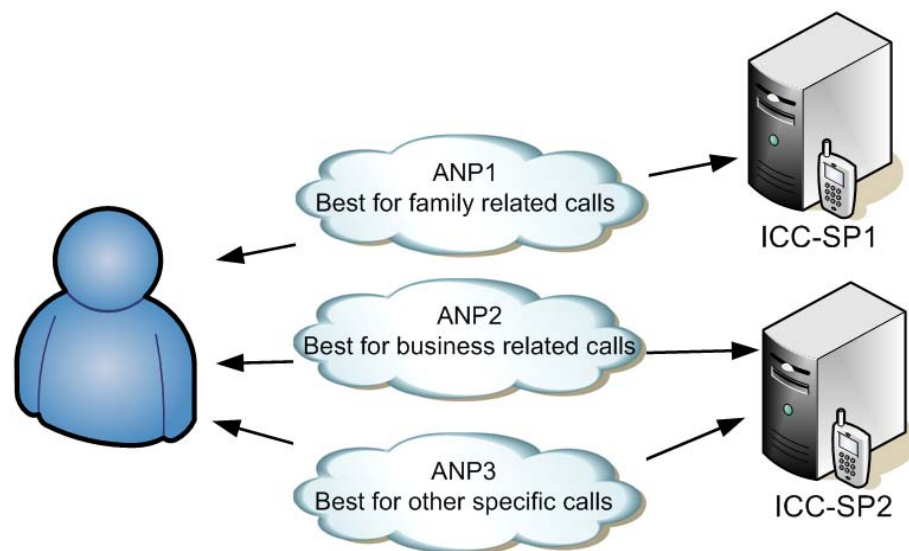 ANP1
Best for family related calls
ICC-SP1
ANP2
Best for business related calls
ANP3
Best for other specific calls
ICC-SP2